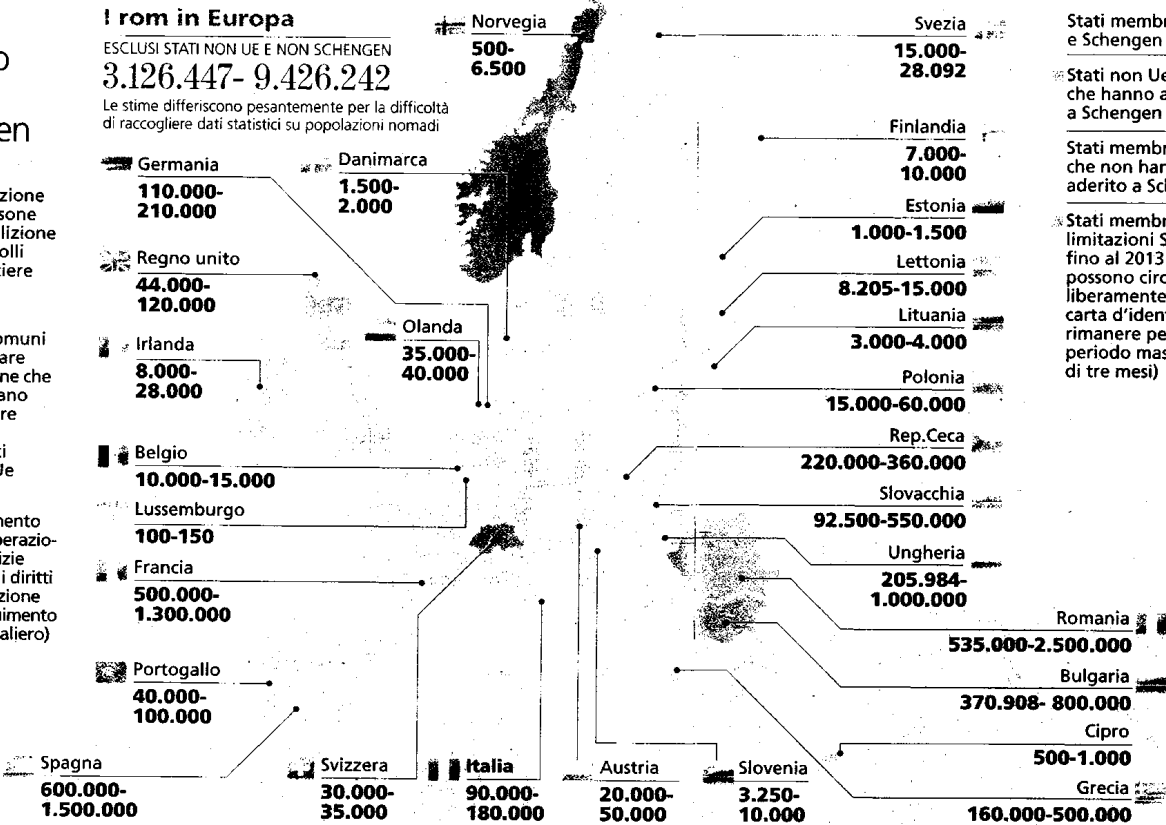 I rom in Europa
ESCLUSI STATI NON UE E NON SCHENGEN
3.126.447- 9.426.242
Le stime differiscono pesantemente per la difficoltà
di raccogliere dati statistici su popolazioni nomadi
Norvegia
500-
6.500
Svezia
15.000-
28.092
Finlandia
7.000-
10.000
Germania
110.000-
210.000
Danimarca
1.500-
2.000
Estonia
1.000-1.500
Regno unito
44.000-
120.000
Lettonia
8.205-15.000
Olanda
35.000-
40.000
Lituania
3.000-4.000
Irlanda
8.000-
28.000
Polonia
15.000-60.000
Belgio
10.000-15.000
Rep.Ceca
220.000-360.000
Lussemburgo
100-150
Slovacchia
92.500-550.000
Francia
500.000-
1.300.000
Ungheria
205.984-
1.000.000
Romania
535.000-2.500.000
Portogallo
40.000-
100.000
Bulgaria
370.908- 800.000
Cipro
500-1.000
Spagna
600.000-
1.500.000
Svizzera
30.000-
35.000
Italia
90.000-
180.000
Austria
20.000-
50.000
Slovenia
3.250-
10.000
Grecia
160.000-500.000
Stati
e Schengen
Stati non Ue
che hanno
a Schengen
Stati
che non
aderito a
Stati
limitazioni
fino al 2013
possono
liberamente
carta
rimanere
periodo
di tre mesi)